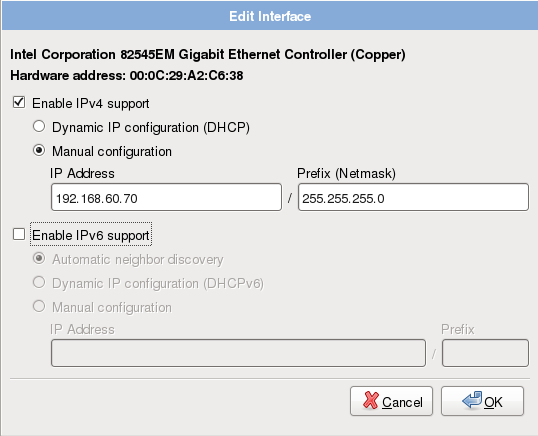 Edit Interface
Intel Corporation 82545EM Gigabit Ethernet Controller (Copper)
Hardware address: 00:0C:29:A2:C6:38
Enable IPv4 support
Dynamic IP configuration (DHCP)
Manual configuration
IP Address Prefix (Netmask)
192.168.60.70 / 255.255.255.0
Enable IPv6 support
Automatic neighbor discovery
Dynamic IP configuration (DHCPv6)
Manual configuration
IP Address Prefix
/
Cancel OK